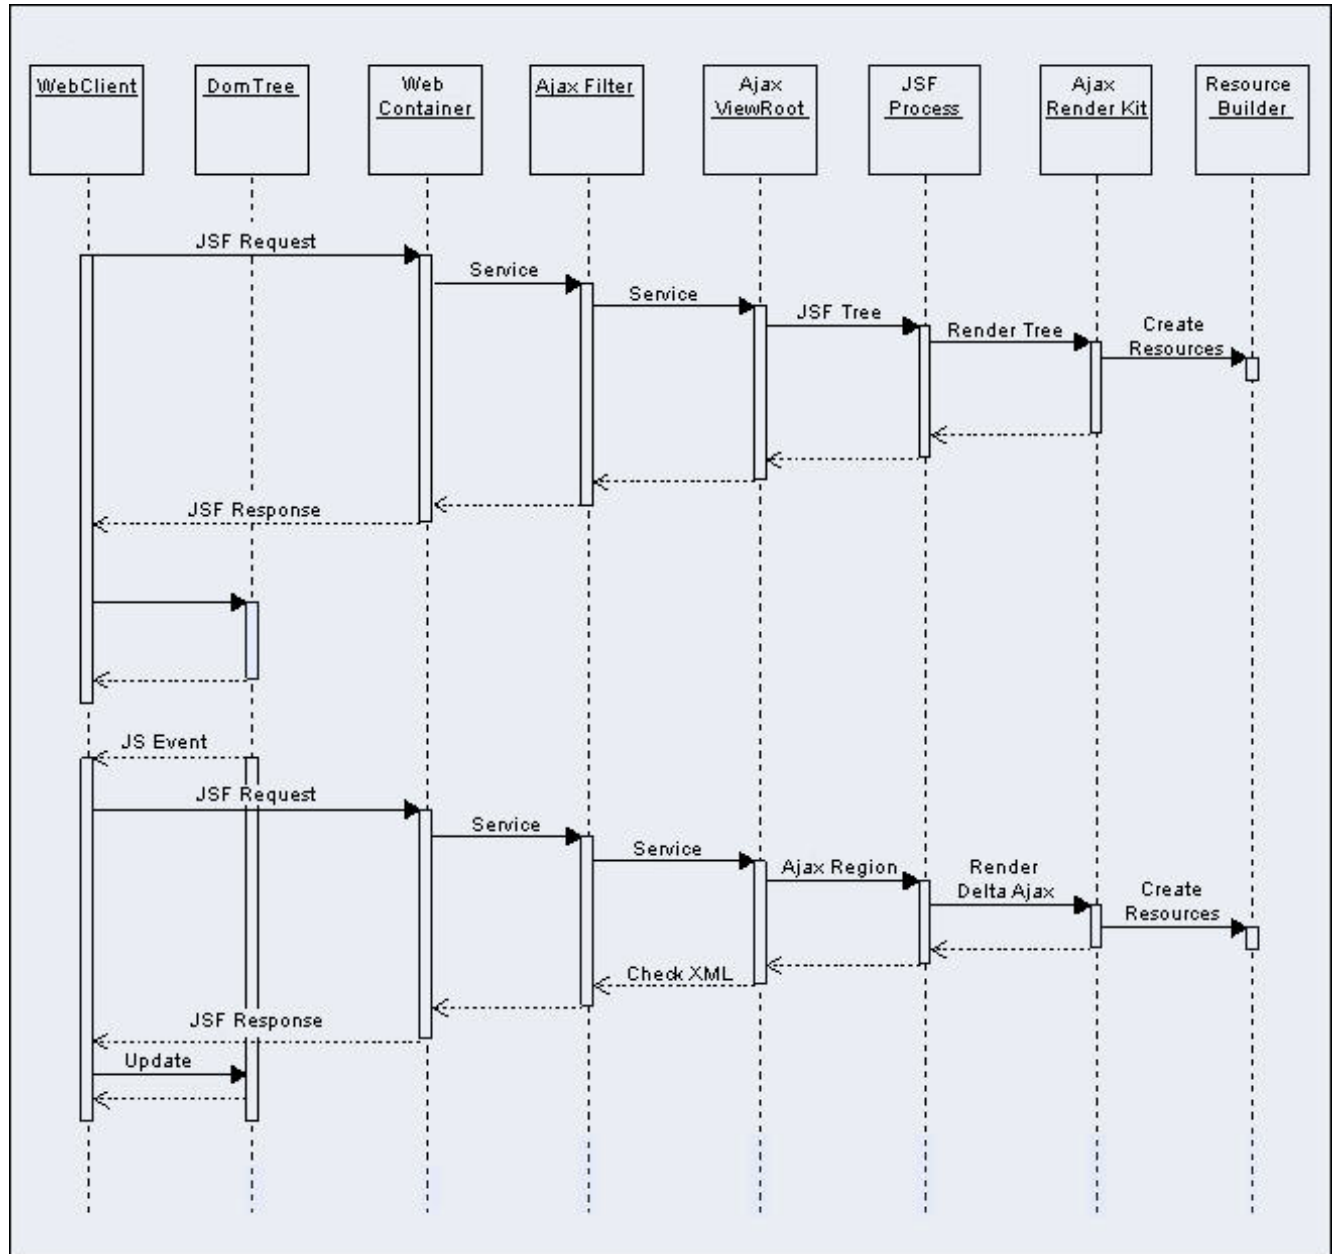 WebClient
DomTree
Web
Container
Ajax Filter
Ajax
ViewRoot
JSF
Process
Ajax
Render Kit
Resource
Builder
JSF Request
Service
Service
JSF Tree
Render Tree
Create
Resources
JSF Response
JS Event
JSF Request
Service
Service
Ajax Region
Render
Delta Ajax
Create
Resources
Check XML
JSF Response
Update